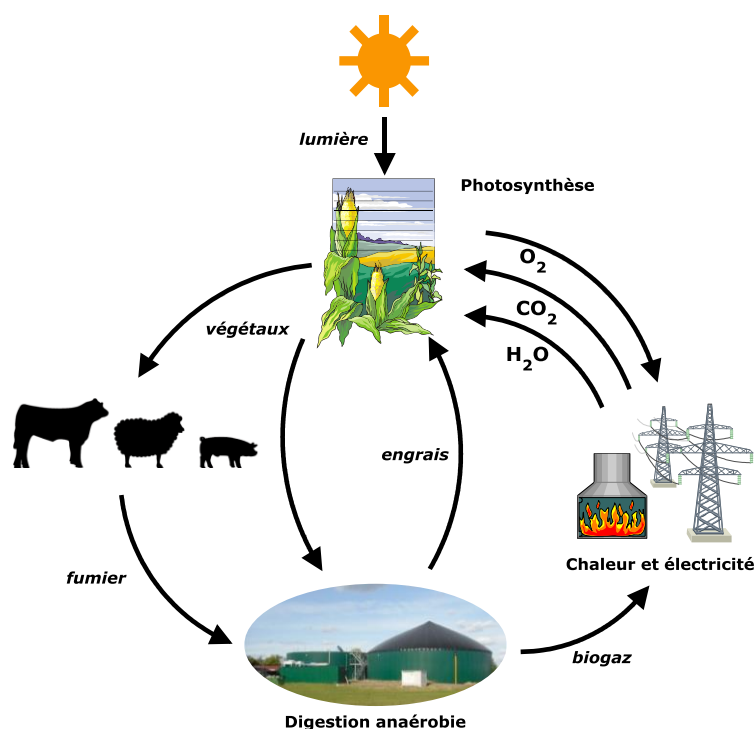 lumière
Photosynthèse
O2
CO2
H2O
végétaux
engrais
fumier
Chaleur et électricité
biogaz
Digestion anaérobie